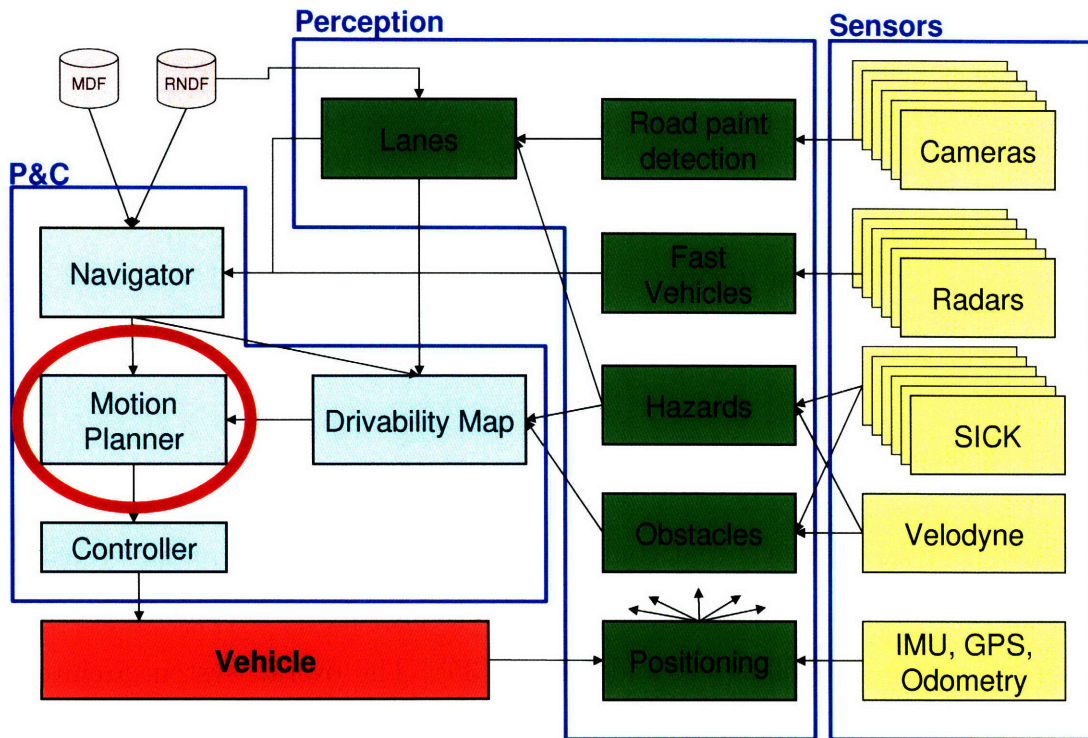 Perception
Sensors
MDF
RNDF
Lanes
Road paint
detection
Cameras
P&C
Navigator
Fast
Vehicles
Radars
Motion
Planner
Drivability Map
Hazards
SICK
Controller
Obstacles
Velodyne
Vehicle
Positioning
IMU, GPS,
Odometry